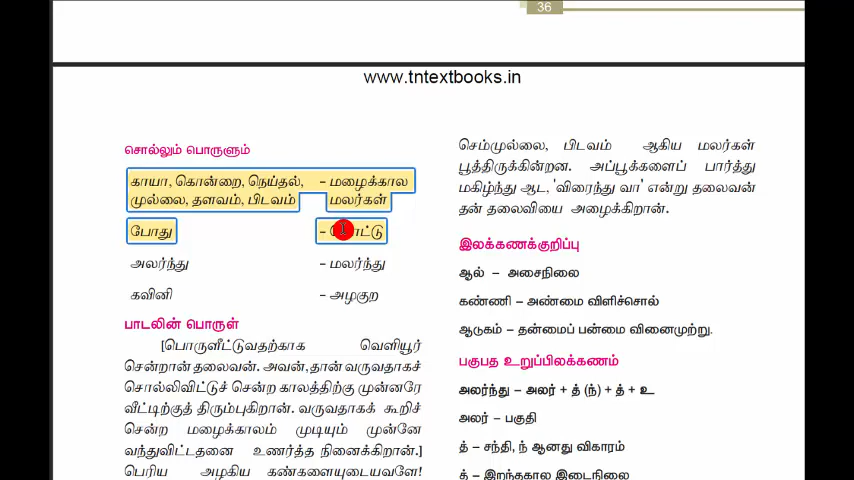 36
www.tntextbooks.in
சொல்லும் பொருளும்
காயா, கொன்றை, நெய்தல், – மழைக்கால
முல்லை, தளவம், பிடவம் மலர்கள்
போது –
அலர்ந்து – மலர்ந்து
கவினி – அழகுற
பாடலின் பொருள்
[பொருளீட்டுவதற்காக வெளியூர்
சென்றான் தலைவன். அவன், தான் வருவதாகச்
சொல்லிவிட்டுச் சென்ற காலத்திற்கு முன்னரே
வீட்டிற்குத் திரும்புகிறான். வருவதாகக் கூறிச்
சென்ற மழைக்காலம் முடியும் முன்னே
வந்துவிட்டதனை உணர்த்த நினைக்கிறான்.]
பெரிய அழகிய கண்களையுடையவளே!
செம்முல்லை, பிடவம் ஆகிய மலர்கள்
பூத்திருக்கின்றன. அப்பூக்களைப் பார்த்து
மகிழ்ந்து ஆட, 'விரைந்து வா' என்று தலைவன்
தன் தலைவியை அழைக்கிறான்.
இலக்கணக்குறிப்பு
ஆல் – அசைநிலை
கண்ணி – அண்மை விளிச்சொல்
ஆடுகம் – தன்மைப் பன்மை வினைமுற்று.
பகுபத உறுப்பிலக்கணம்
அலர்ந்து – அலர் + த் (ந்) + த் + உ
அலர் – பகுதி
த் – சந்தி, ந் ஆனது விகாரம்
த் – இறந்தகால இடைநிலை